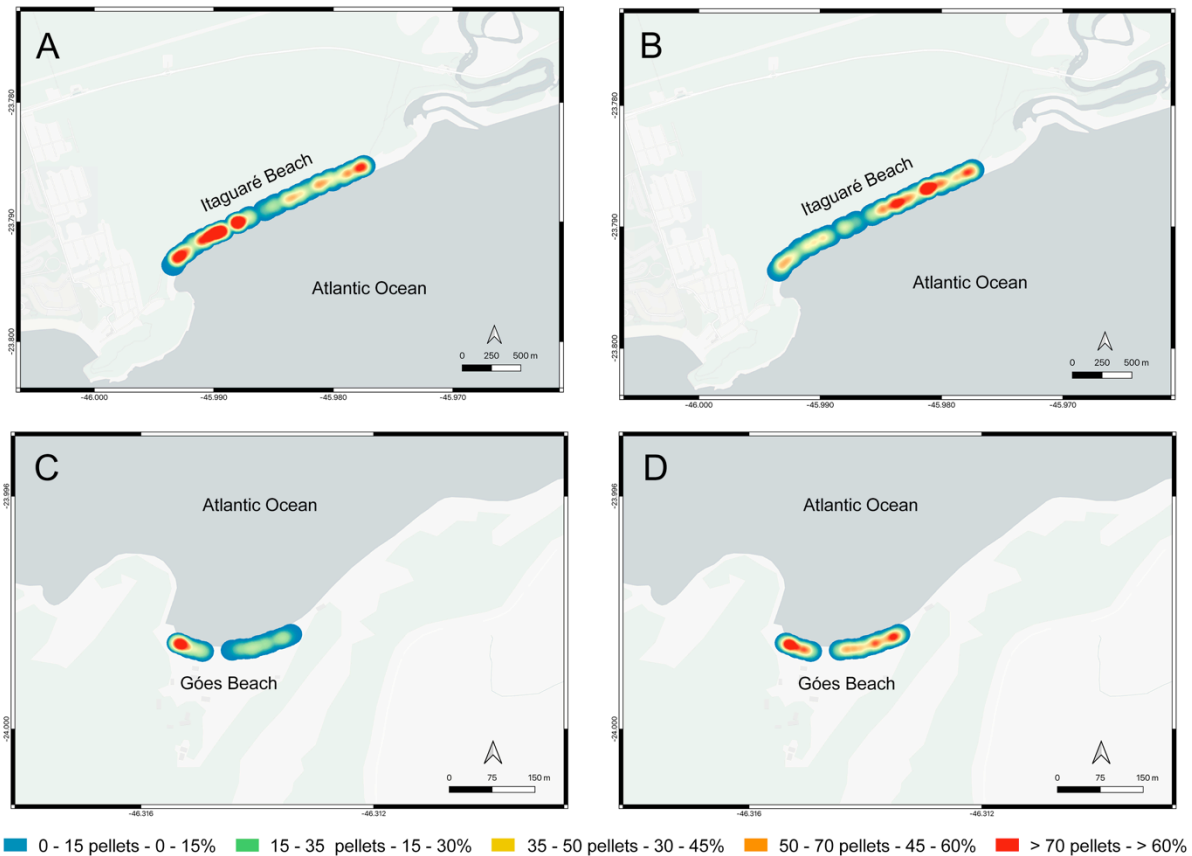 A
-23.780
-23.790
-23.800
Itaguaré Beach
Atlantic Ocean
0 250 500 m
-46.000 -45.990 -45.980 -45.970
B
-23.780
-23.790
-23.800
Itaguaré Beach
Atlantic Ocean
0 250 500 m
-46.000 -45.990 -45.980 -45.970
C
-23.996
-24.000
Atlantic Ocean
Góes Beach
0 75 150 m
-46.316 -46.312
D
-23.996
-24.000
Atlantic Ocean
Góes Beach
0 75 150 m
-46.316 -46.312
0 - 15 pellets - 0 - 15% 15 - 35 pellets - 15 - 30% 35 - 50 pellets - 30 - 45% 50 - 70 pellets - 45 - 60% > 70 pellets - > 60%